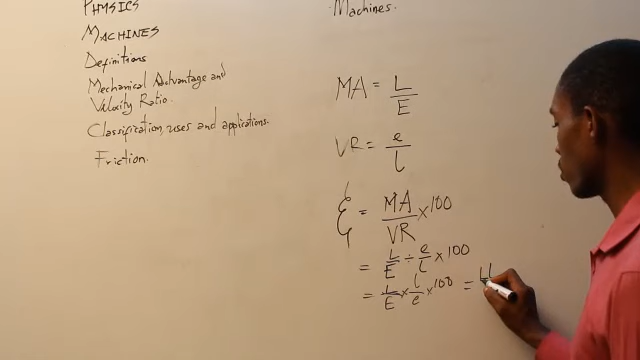 PHYSICS
MACHINES
Definitions
Mechanical Advantage and
Velocity Ratio.
Classification, uses and applications.
Friction.
Machines.
MA = L/E
VR = e/l
ξ = MA/VR × 100
= L/E ÷ e/l × 100
= L/E × l/e × 100 = Ll